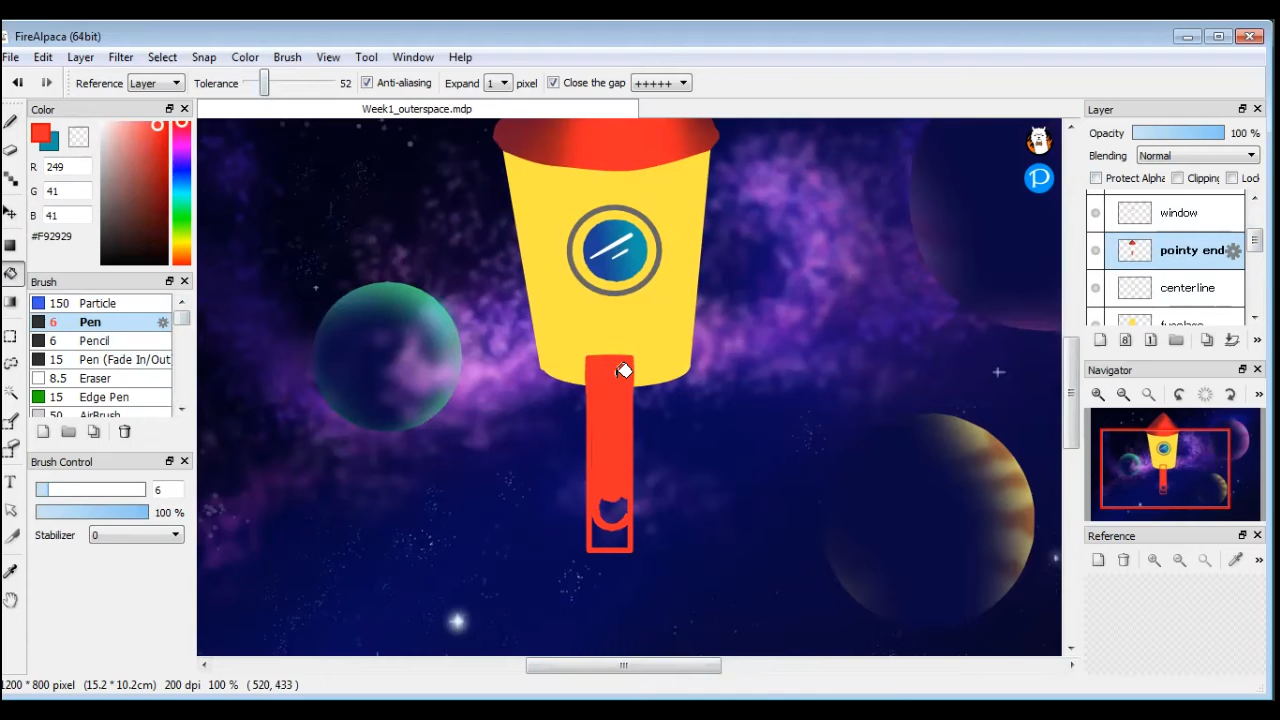 FireAlpaca (64bit)
File Edit Layer Filter Select Snap Color Brush View Tool Window Help
Reference Layer Tolerance 52 Anti-aliasing Expand 1 pixel Close the gap +++++
Color Week1_outerspace.mdp Layer
Opacity 100 %
Blending Normal
Protect Alpha Clipping Lock
R 249
G 41
B 41
#F92929
window
pointy end
centerline
Brush
150 Particle
6 Pen
6 Pencil
15 Pen (Fade In/Out
8.5 Eraser
15 Edge Pen
50 AirBrush
Navigator
Brush Control
6
100 %
Stabilizer 0
T
Reference
1200 * 800 pixel (15.2 * 10.2cm) 200 dpi 100 % ( 520, 433 )